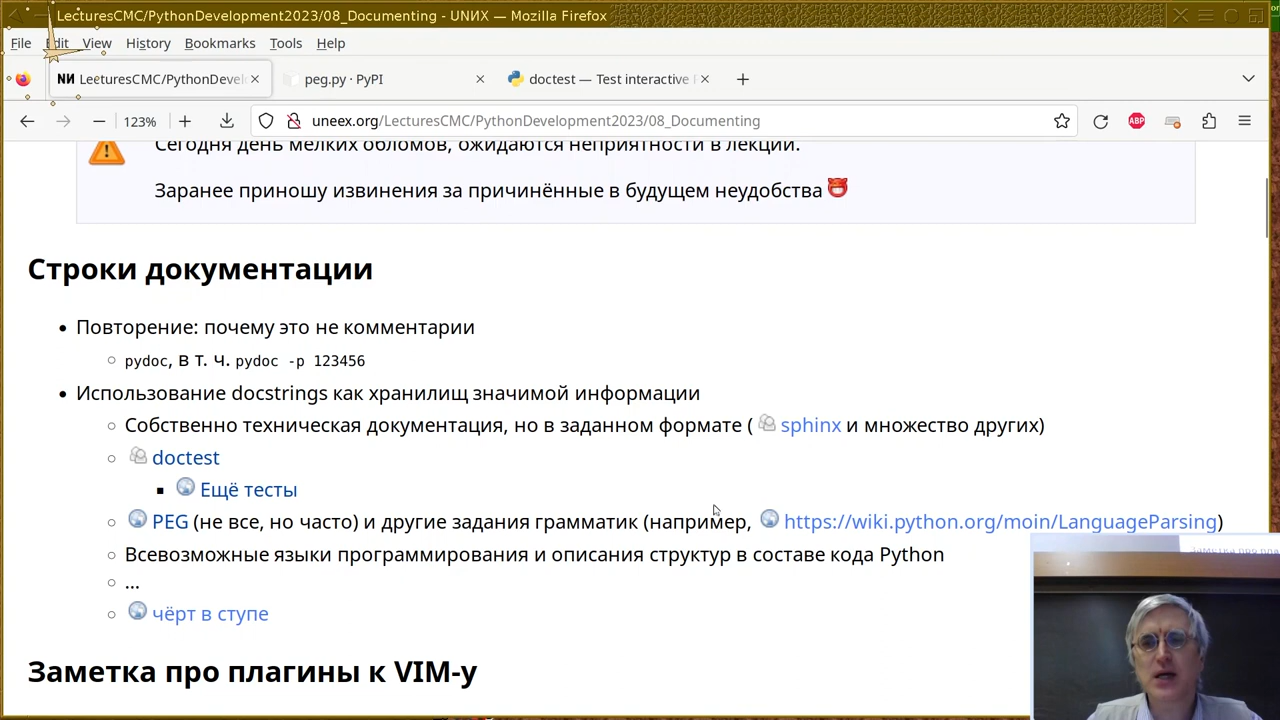 LecturesCMC/PythonDevelopment2023/08_Documenting - UNИX — Mozilla Firefox
File Edit View History Bookmarks Tools Help
NИ LecturesCMC/PythonDevel peg.py · PyPI doctest — Test interactive
123% uneex.org/LecturesCMC/PythonDevelopment2023/08_Documenting ABP
Сегодня день мелких обломов, ожидаются неприятности в лекции.
Заранее приношу извинения за причинённые в будущем неудобства
Строки документации
Повторение: почему это не комментарии
pydoc, в т. ч. pydoc -p 123456
Использование docstrings как хранилищ значимой информации
Собственно техническая документация, но в заданном формате ( sphinx и множество других)
doctest
Ещё тесты
PEG (не все, но часто) и другие задания грамматик (например, https://wiki.python.org/moin/LanguageParsing)
Всевозможные языки программирования и описания структур в составе кода Python
...
чёрт в ступе
Заметка про плагины к VIM-у